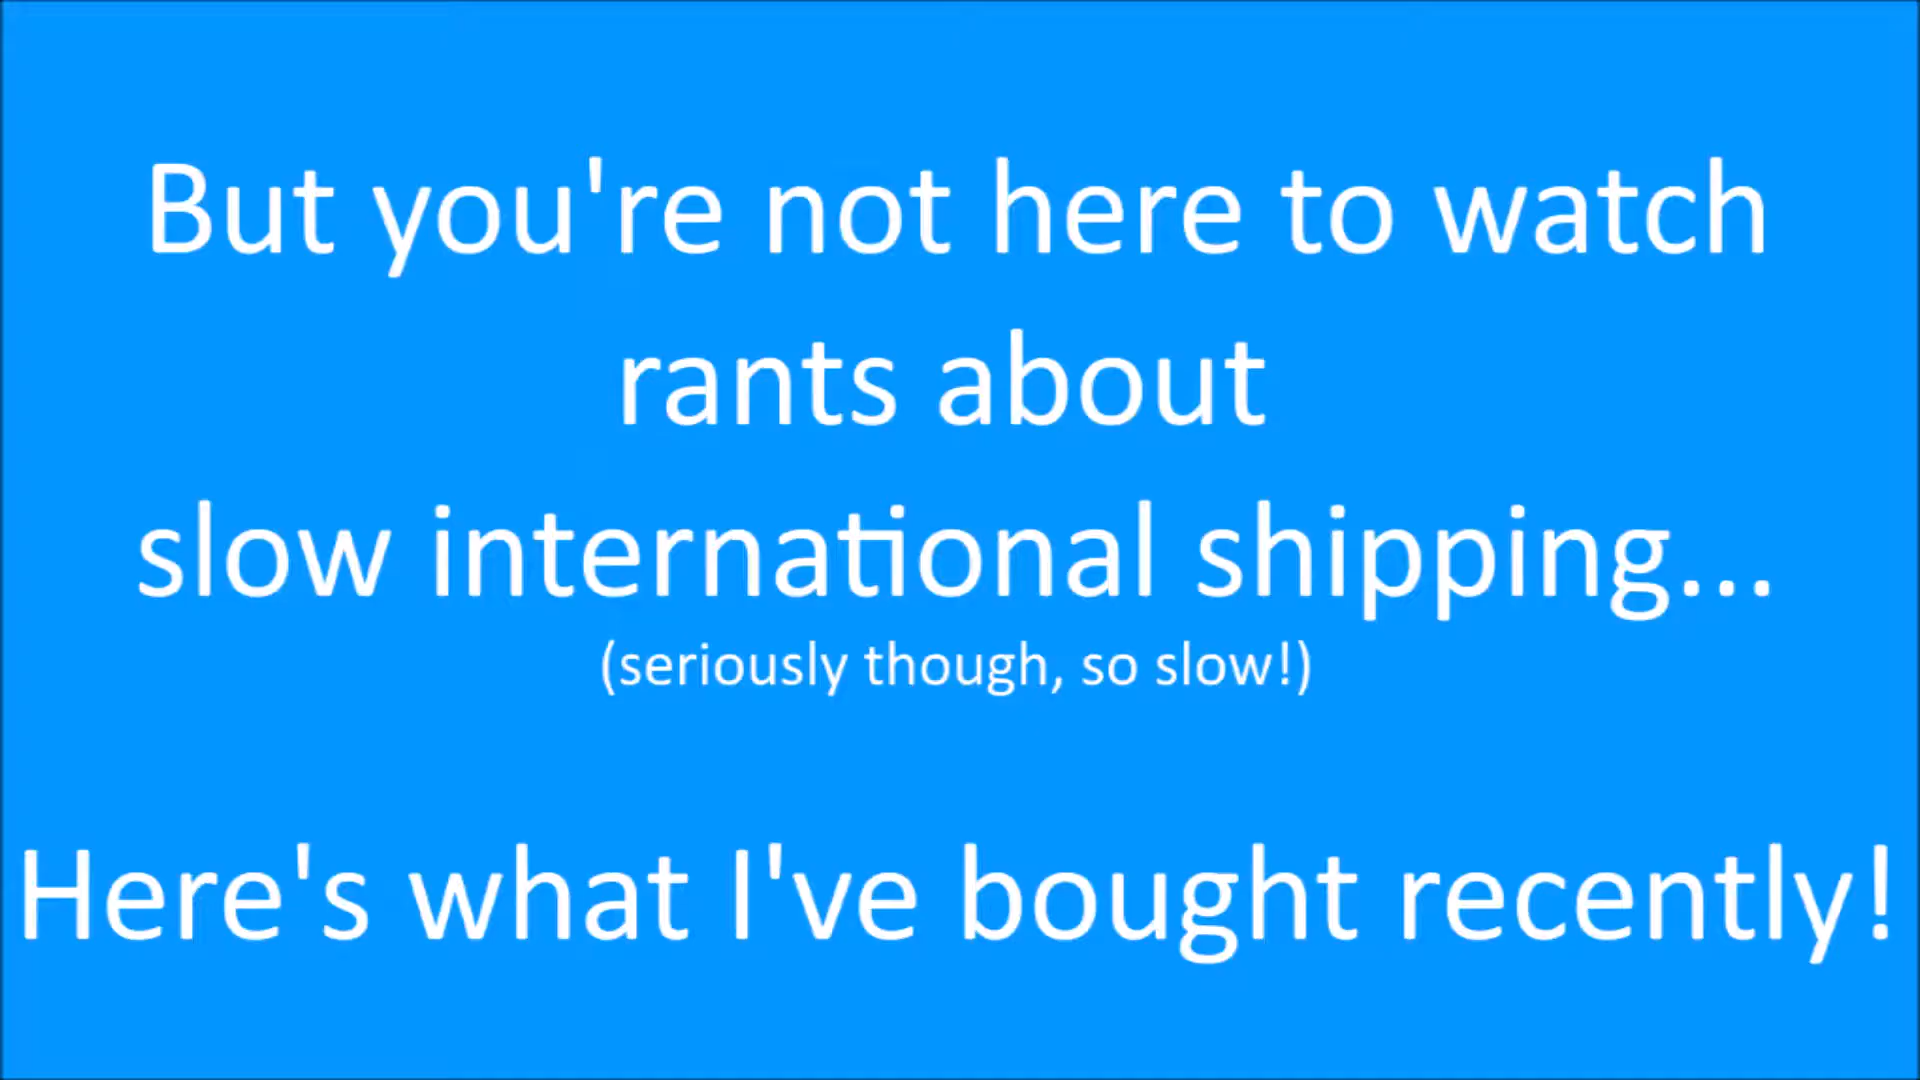 But you're not here to watch
rants about
slow international shipping...
(seriously though, so slow!)
Here's what I've bought recently!